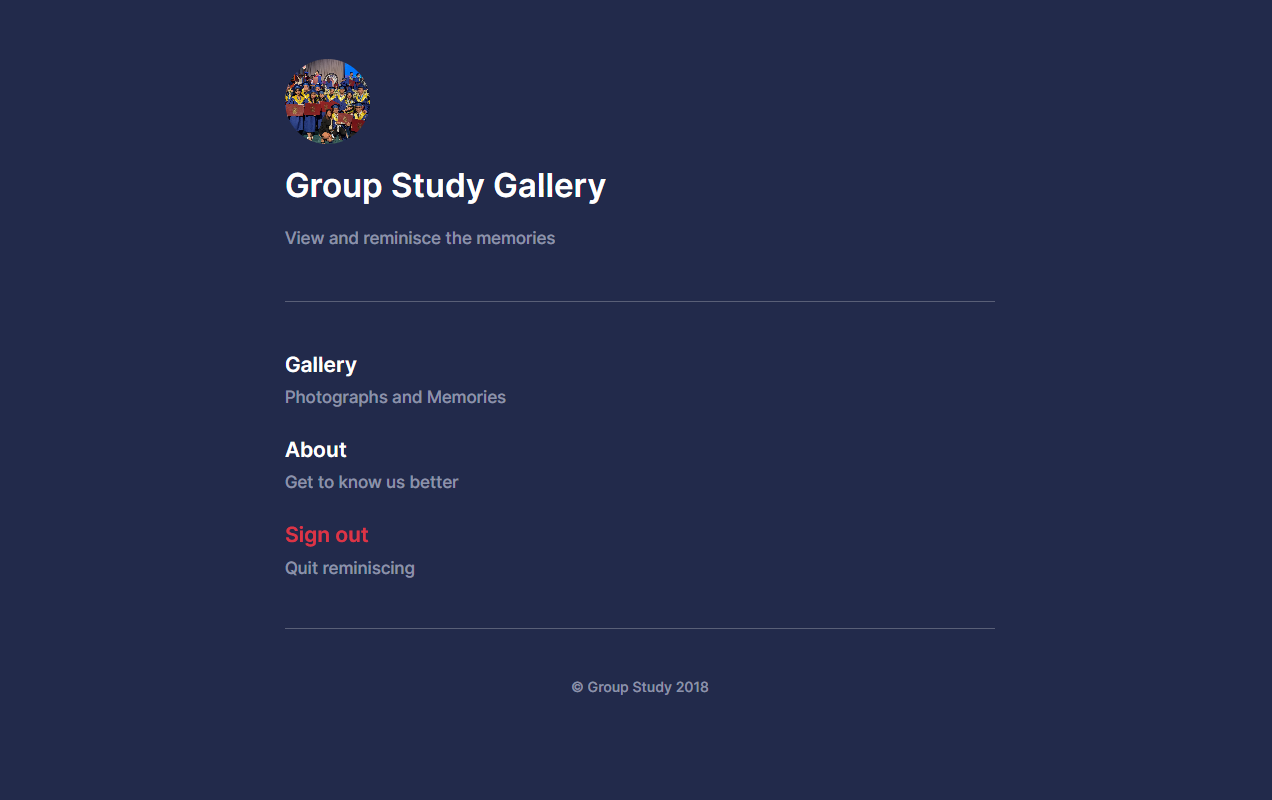 Group Study Gallery
View and reminisce the memories
Gallery
Photographs and Memories
About
Get to know us better
Sign out
Quit reminiscing
© Group Study 2018